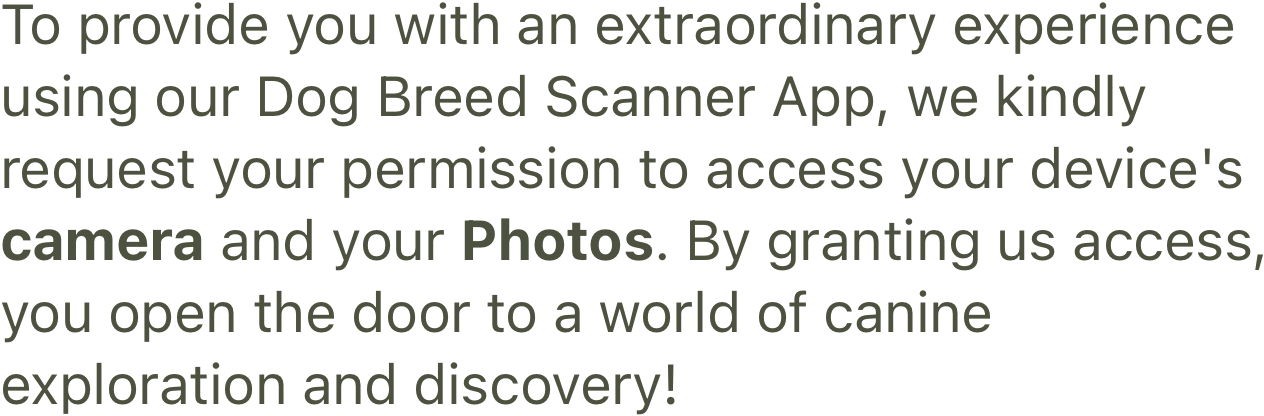 To provide you with an extraordinary experience
using our Dog Breed Scanner App, we kindly
request your permission to access your device's
camera and your Photos. By granting us access,
you open the door to a world of canine
exploration and discovery!